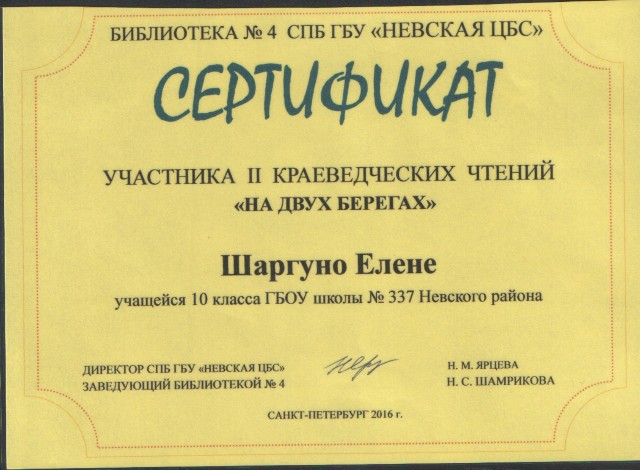 БИБЛИОТЕКА № 4 СПБ ГБУ «НЕВСКАЯ ЦБС»
СЕРТИФИКАТ
УЧАСТНИКА II КРАЕВЕДЧЕСКИХ ЧТЕНИЙ
«НА ДВУХ БЕРЕГАХ»
Шаргуно Елене
учащейся 10 класса ГБОУ школы № 337 Невского района
ДИРЕКТОР СПБ ГБУ «НЕВСКАЯ ЦБС» Н. М. ЯРЦЕВА
ЗАВЕДУЮЩИЙ БИБЛИОТЕКОЙ № 4 Н. С. ШАМРИКОВА
САНКТ-ПЕТЕРБУРГ 2016 г.